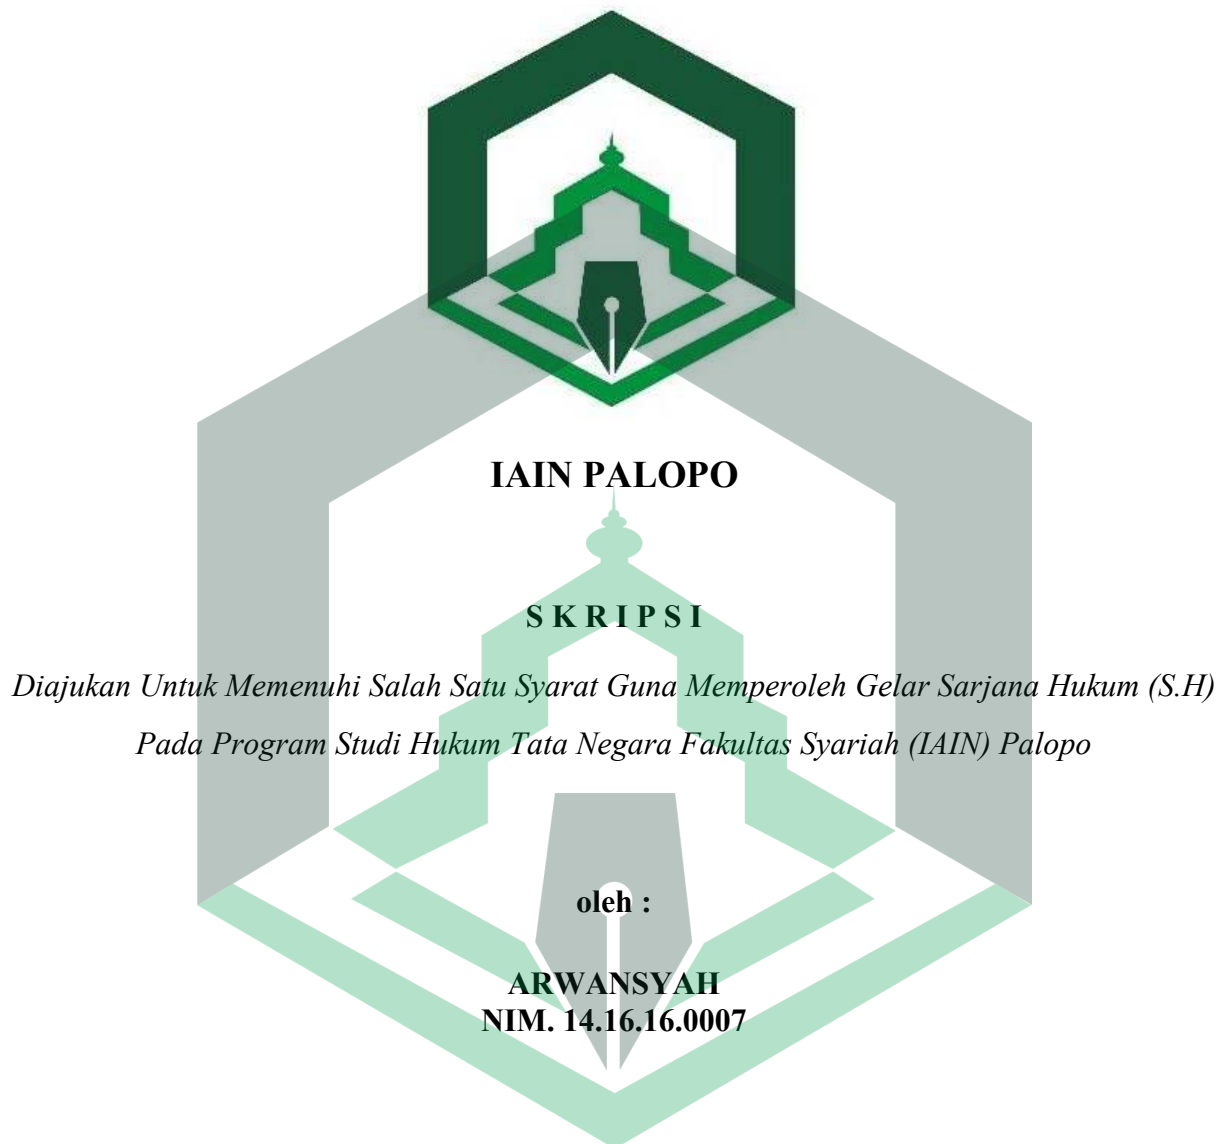 IAIN PALOPO
S K R I P S I
Diajukan Untuk Memenuhi Salah Satu Syarat Guna Memperoleh Gelar Sarjana Hukum (S.H)
Pada Program Studi Hukum Tata Negara Fakultas Syariah (IAIN) Palopo
oleh :
ARWANSYAH
NIM. 14.16.16.0007